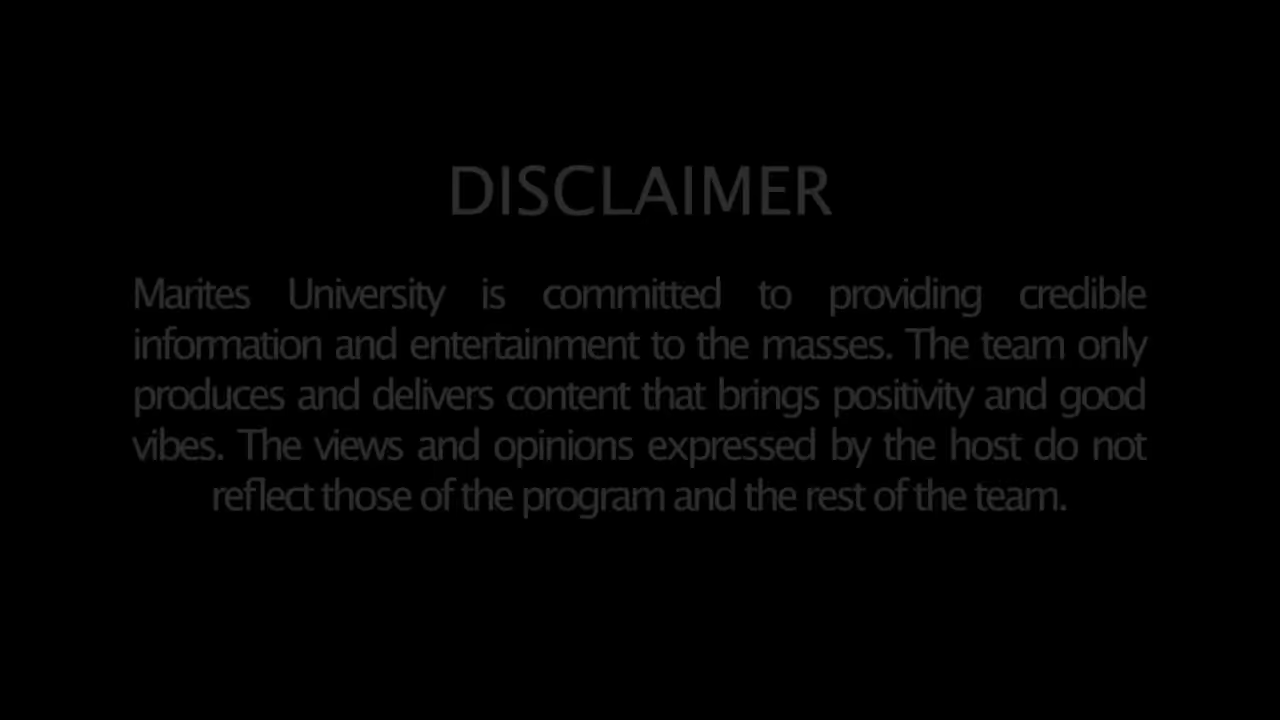 DISCLAIMER
Marites University is committed to providing credible
information and entertainment to the masses. The team only
produces and delivers content that brings positivity and good
vibes. The views and opinions expressed by the host do not
reflect those of the program and the rest of the team.